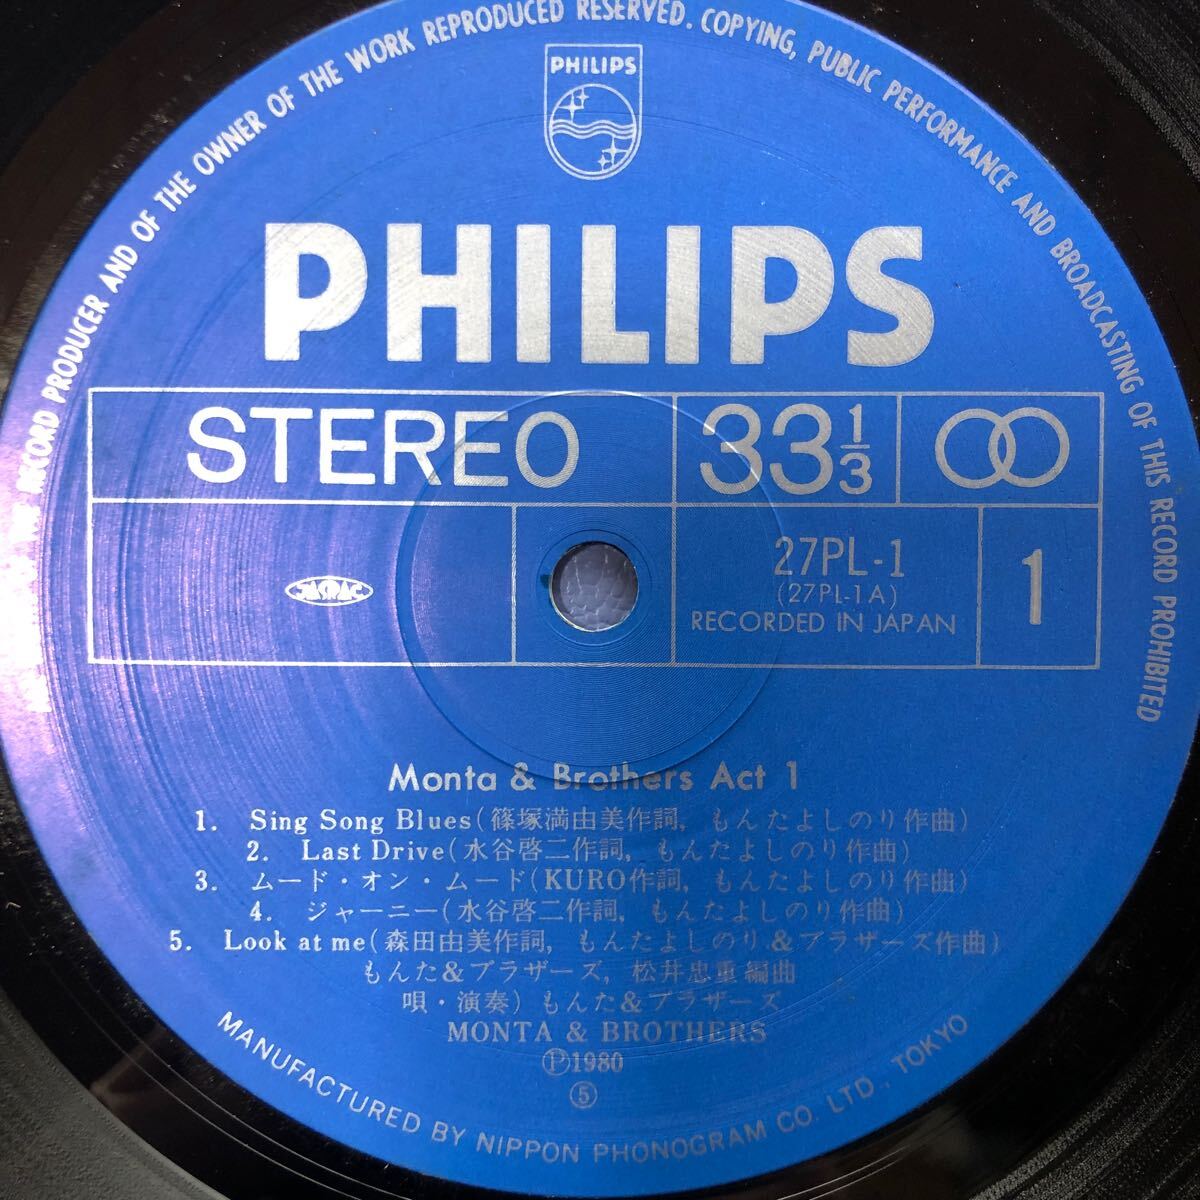 RECORD PRODUCER AND OF THE OWNER OF THE WORK REPRODUCED RESERVED. COPYING, PUBLIC PERFORMANCE AND BROADCASTING OF THIS RECORD PROHIBITED
PHILIPS
PHILIPS
STEREO
33 1/3
JASRAC
27PL-1
(27PL-1A)
RECORDED IN JAPAN
1
Monta & Brothers Act 1
1. Sing Song Blues(篠塚満由美作詞, もんたよしのり作曲)
2. Last Drive(水谷啓二作詞, もんたよしのり作曲)
3. ムード・オン・ムード(KURO作詞, もんたよしのり作曲)
4. ジャーニー(水谷啓二作詞, もんたよしのり作曲)
5. Look at me(森田由美作詞, もんたよしのり&ブラザーズ作曲)
もんた&ブラザーズ, 松井忠重編曲
唄・演奏)もんた&ブラザーズ
MONTA & BROTHERS
Ⓟ1980
⑤
MANUFACTURED BY NIPPON PHONOGRAM CO. LTD., TOKYO